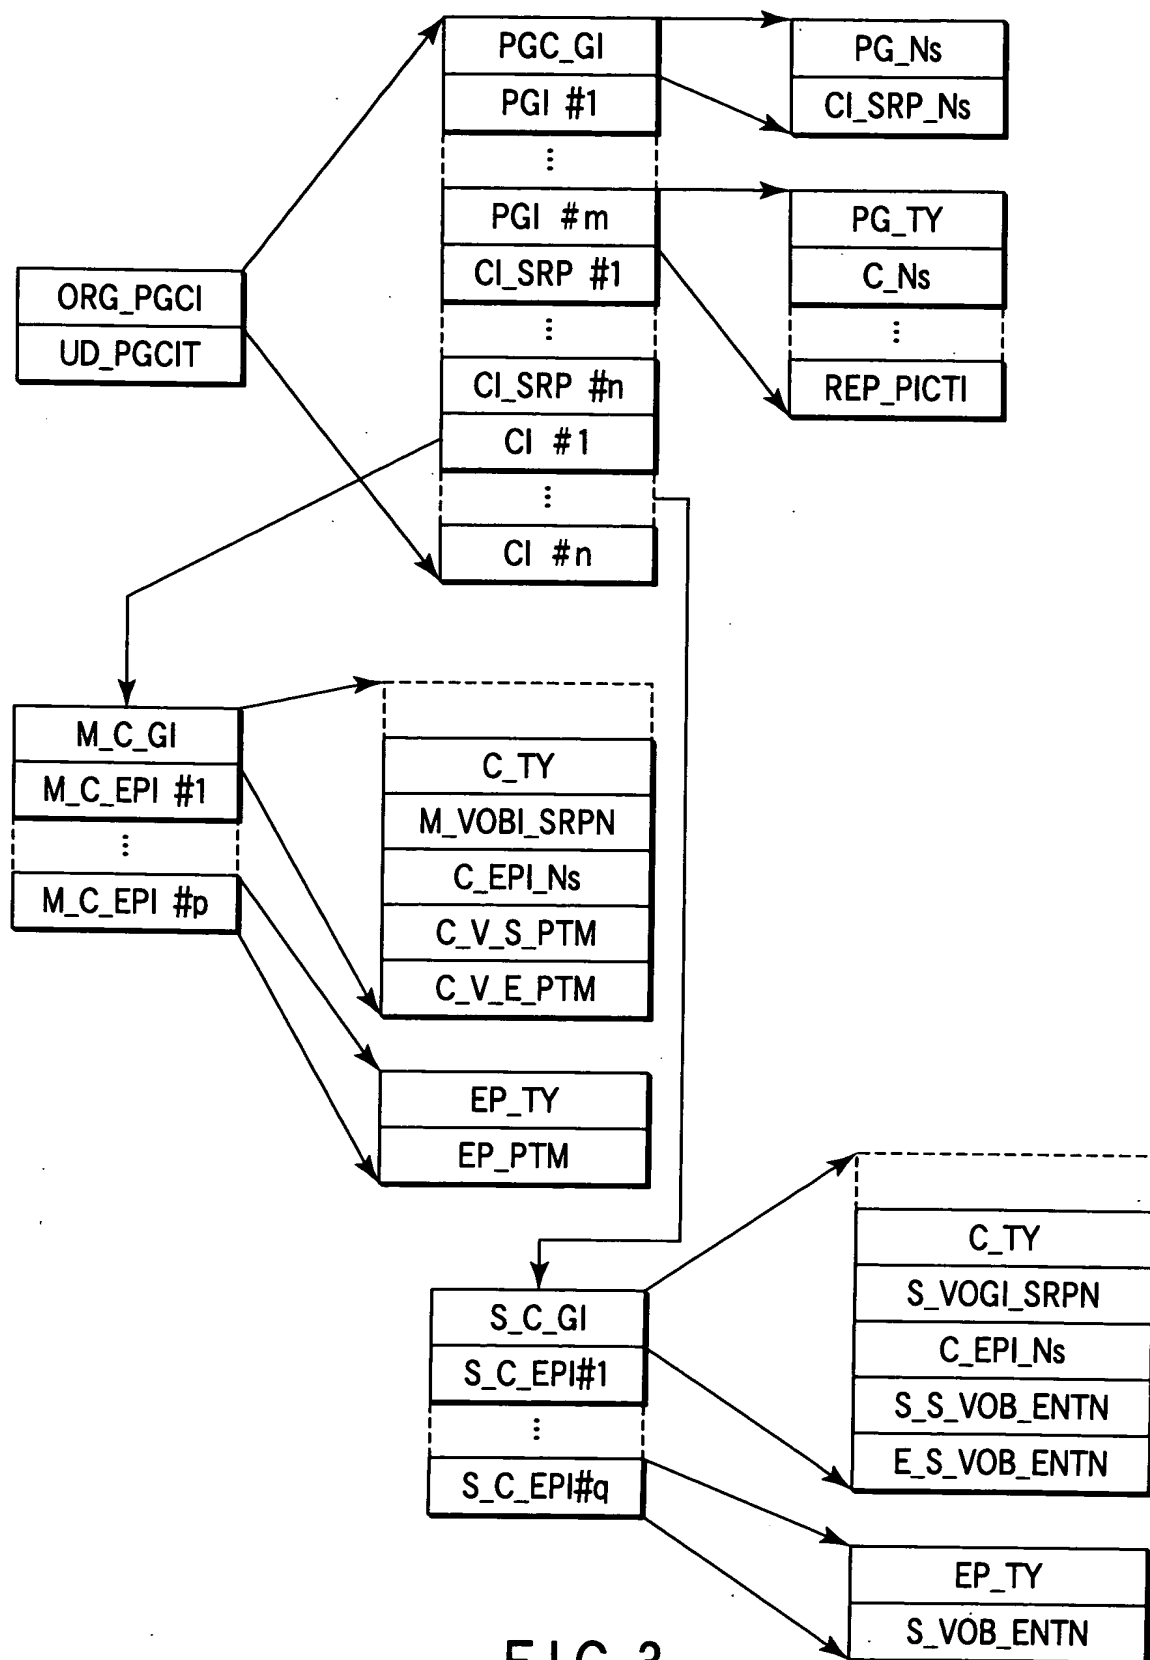 PGC_GI
PGI #1
⋮
PGI #m
CI_SRP #1
⋮
CI_SRP #n
CI #1
⋮
CI #n
PG_Ns
CI_SRP_Ns
PG_TY
C_Ns
⋮
REP_PICTI
ORG_PGCI
UD_PGCIT
M_C_GI
M_C_EPI #1
⋮
M_C_EPI #p
C_TY
M_VOBI_SRPN
C_EPI_Ns
C_V_S_PTM
C_V_E_PTM
EP_TY
EP_PTM
S_C_GI
S_C_EPI#1
⋮
S_C_EPI#q
C_TY
S_VOGI_SRPN
C_EPI_Ns
S_S_VOB_ENTN
E_S_VOB_ENTN
EP_TY
S_VOB_ENTN
FIG. 3